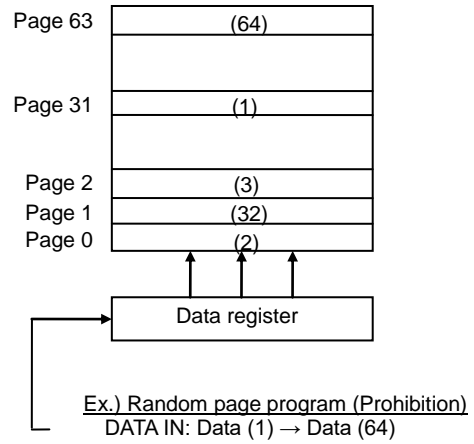 Page 63 (64)
Page 31 (1)
Page 2 (3)
Page 1 (32)
Page 0 (2)
Data register
Ex.) Random page program (Prohibition)
DATA IN: Data (1) → Data (64)